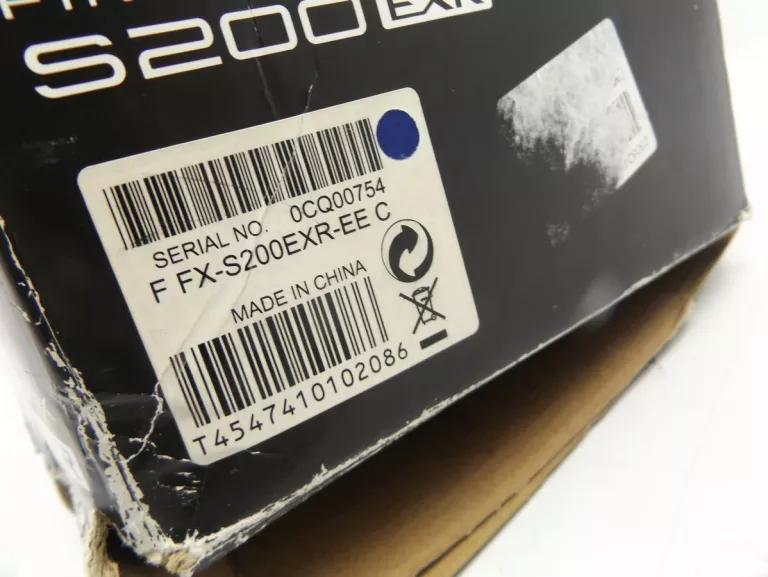 S200 EXR
SERIAL NO. 0CQ00754
F FX-S200EXR-EE C
MADE IN CHINA
T4547410102086